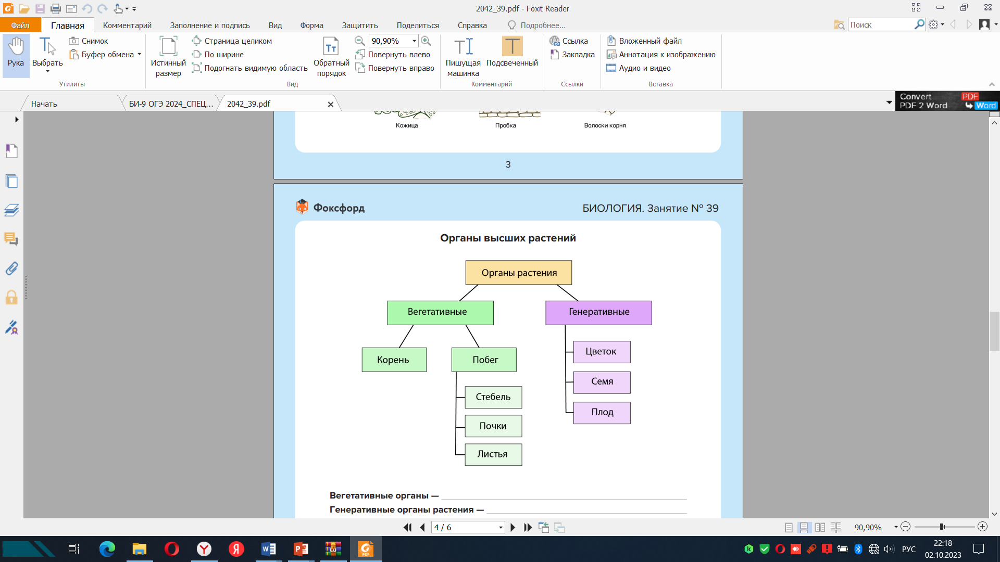 2042_39.pdf - Foxit Reader
Файл
Главная
Комментарий
Заполнение и подпись
Вид
Форма
Защитить
Поделиться
Справка
Подробнее...
Поиск
Рука
Выбрать
Снимок
Буфер обмена
Утилиты
Истинный
размер
Страница целиком
По ширине
Подогнать видимую область
Обратный
порядок
90,90%
Повернуть влево
Повернуть вправо
Вид
Пишущая
машинка
Подсвеченный
Комментарий
Ссылка
Закладка
Ссылки
Вложенный файл
Аннотация к изображению
Аудио и видео
Вставка
Начать
БИ-9 ОГЭ 2024_СПЕЦ...
2042_39.pdf
Convert PDF
PDF 2 Word Word
Кожица
Пробка
Волоски корня
3
Фоксфорд
БИОЛОГИЯ. Занятие № 39
Органы высших растений
Органы растения
Вегетативные
Генеративные
Корень
Побег
Стебель
Почки
Листья
Цветок
Семя
Плод
Вегетативные органы —
Генеративные органы растения —
4 / 6
90,90%
РУС
22:18
02.10.2023